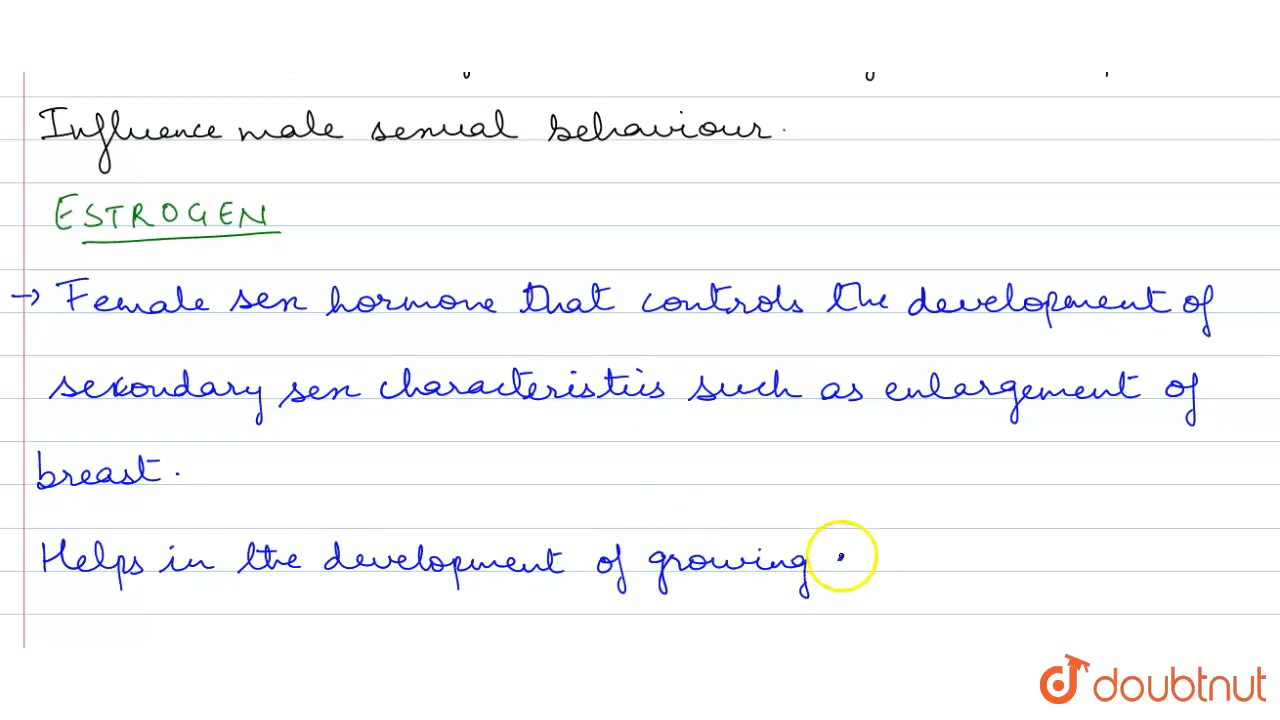 Influence male sexual behaviour.
ESTROGEN
→ Female sex hormone that controls the development of
secondary sex characteristics such as enlargement of
breast.
Helps in the development of growing
doubtnut